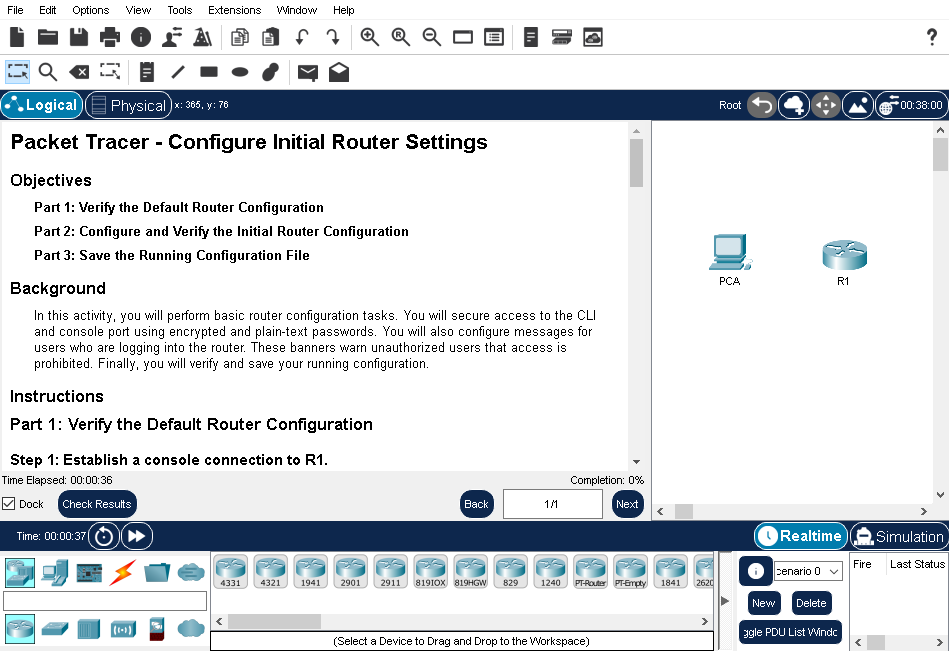 File Edit Options View Tools Extensions Window Help
?
Logical Physical x: 365, y: 76 Root 00:38:00
Packet Tracer - Configure Initial Router Settings
Objectives
Part 1: Verify the Default Router Configuration
Part 2: Configure and Verify the Initial Router Configuration
Part 3: Save the Running Configuration File
Background
In this activity, you will perform basic router configuration tasks. You will secure access to the CLI
and console port using encrypted and plain-text passwords. You will also configure messages for
users who are logging into the router. These banners warn unauthorized users that access is
prohibited. Finally, you will verify and save your running configuration.
Instructions
Part 1: Verify the Default Router Configuration
Step 1: Establish a console connection to R1.
PCA R1
Time Elapsed: 00:00:36 Completion: 0%
Dock Check Results Back 1/1 Next
Time: 00:00:37 Realtime Simulation
4331 4321 1941 2901 2911 819IOX 819HGW 829 1240 PT-Router PT-Empty 1841 2620
(Select a Device to Drag and Drop to the Workspace)
cenario 0 Fire Last Status
New Delete
ggle PDU List Windo